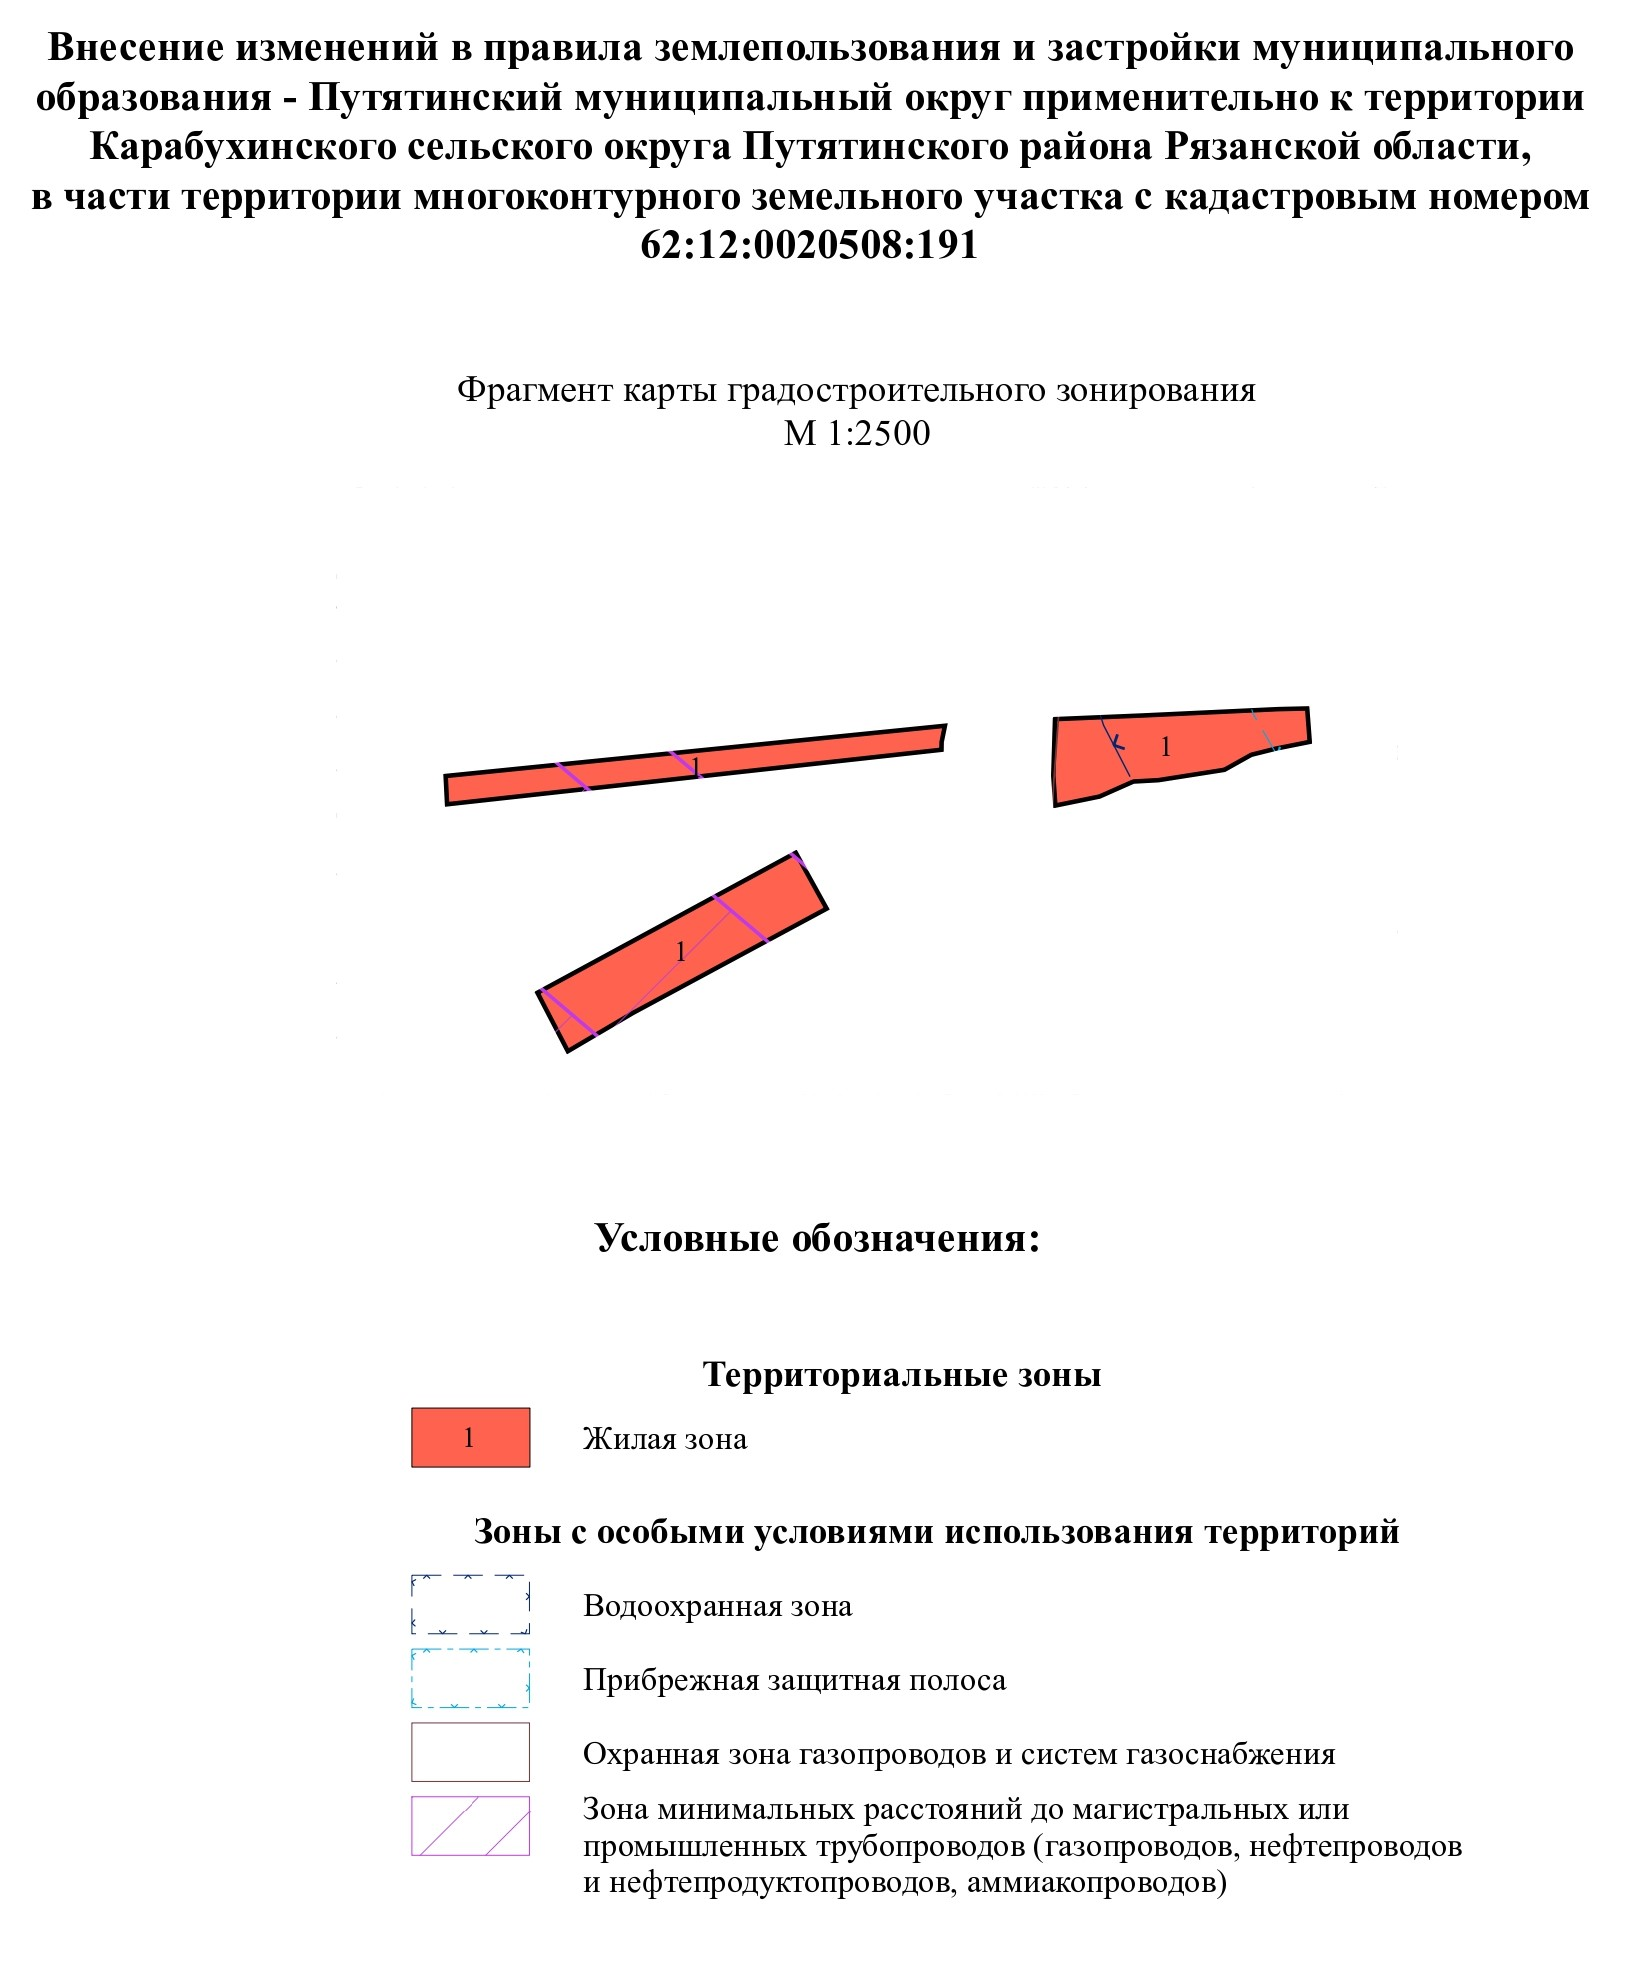 Внесение изменений в правила землепользования и застройки муниципального
образования - Путятинский муниципальный округ применительно к территории
Карабухинского сельского округа Путятинского района Рязанской области,
в части территории многоконтурного земельного участка с кадастровым номером
62:12:0020508:191
Фрагмент карты градостроительного зонирования
М 1:2500
1
1
1
Условные обозначения:
Территориальные зоны
1 Жилая зона
Зоны с особыми условиями использования территорий
Водоохранная зона
Прибрежная защитная полоса
Охранная зона газопроводов и систем газоснабжения
Зона минимальных расстояний до магистральных или
промышленных трубопроводов (газопроводов, нефтепроводов
и нефтепродуктопроводов, аммиакопроводов)